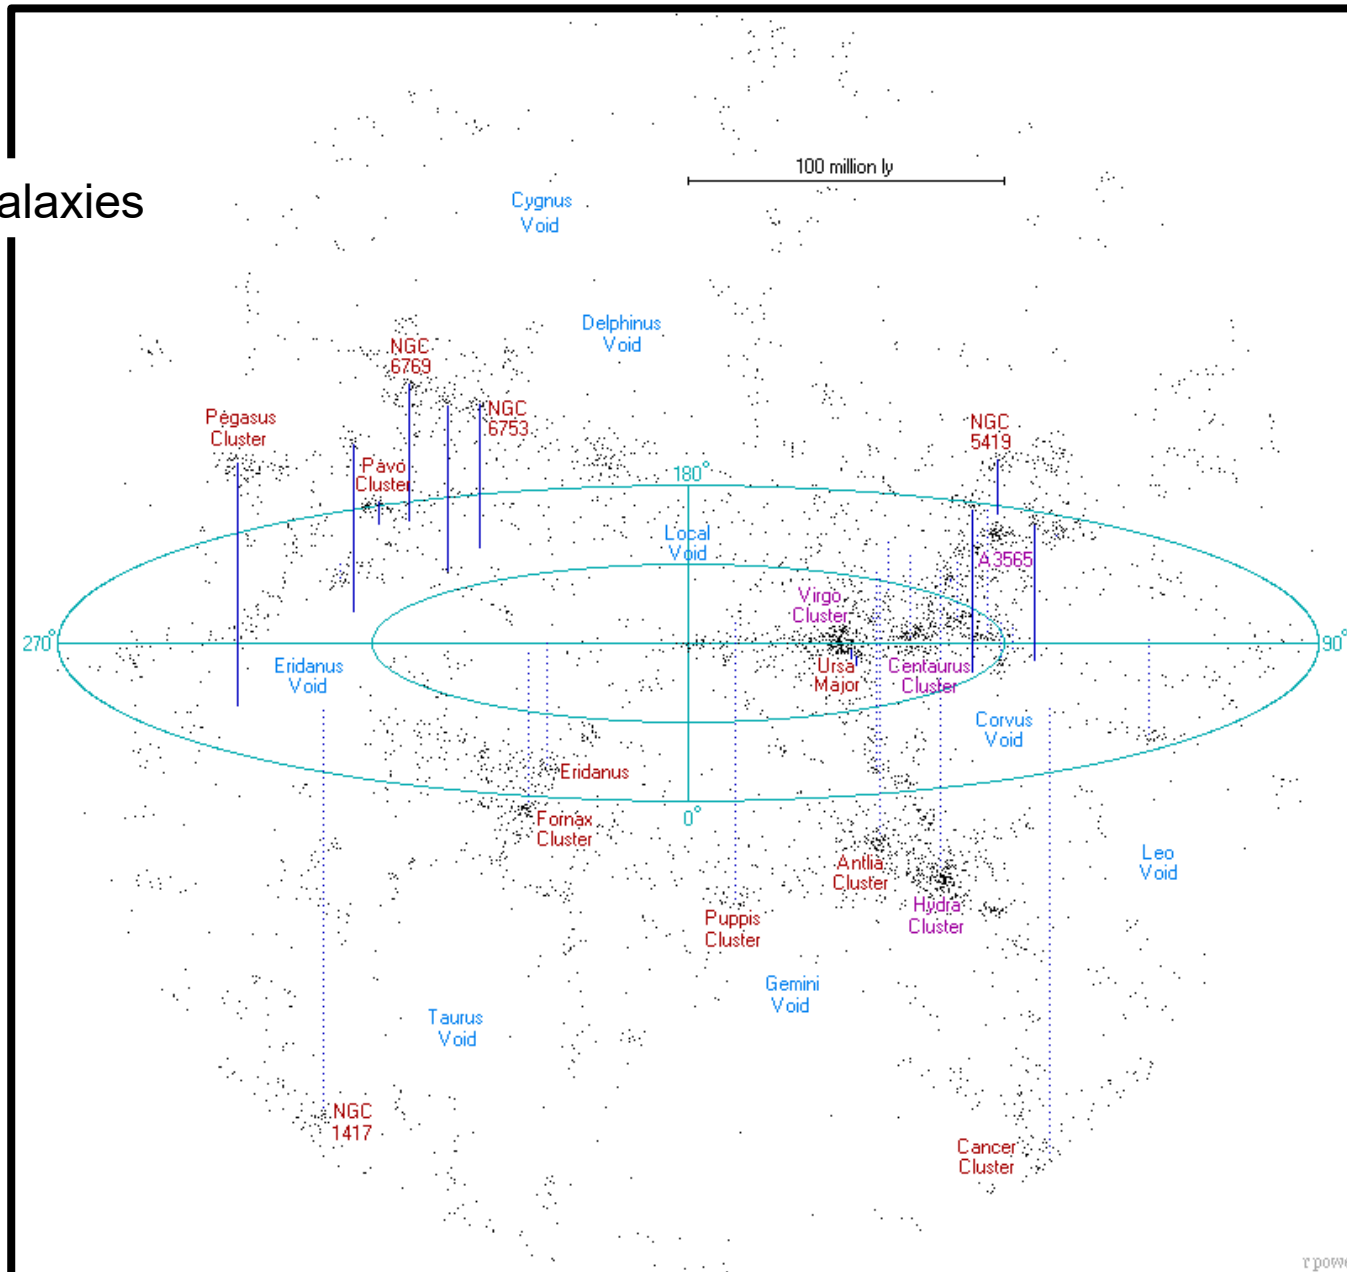 100 million ly
alaxies
Cygnus
Void
Delphinus
Void
NGC
6769
Pegasus
Cluster
NGC
6753
NGC
5419
Pavo
Cluster
180°
Local
Void
A3565
Virgo
Cluster
270°
90°
Eridanus
Void
Ursa
Major
Centaurus
Cluster
Corvus
Void
Eridanus
0°
Fornax
Cluster
Antlia
Cluster
Leo
Void
Hydra
Cluster
Puppis
Cluster
Gemini
Void
Taurus
Void
NGC
1417
Cancer
Cluster
r powe